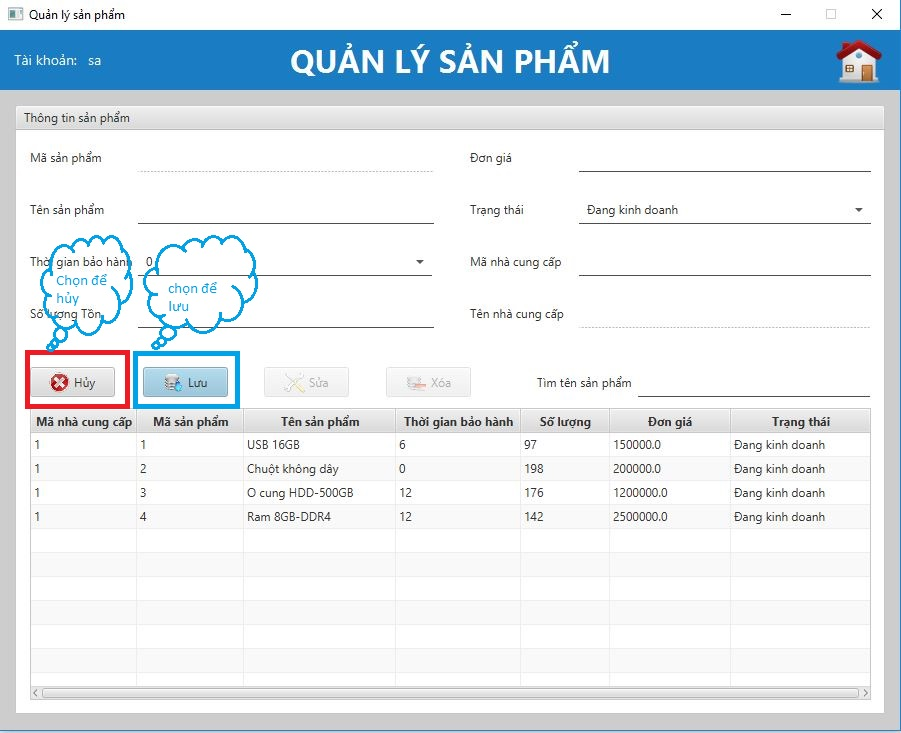 Quản lý sản phẩm
Tài khoản: sa
QUẢN LÝ SẢN PHẨM
Thông tin sản phẩm
Mã sản phẩm
Đơn giá
Tên sản phẩm
Trạng thái Đang kinh doanh
Thời gian bảo hành 0
Mã nhà cung cấp
Chọn để
hủy
chọn để
lưu
Số lượng Tồn
Tên nhà cung cấp
Hủy Lưu Sửa Xóa Tìm tên sản phẩm
Mã nhà cung cấp Mã sản phẩm Tên sản phẩm Thời gian bảo hành Số lượng Đơn giá Trạng thái
1 1 USB 16GB 6 97 150000.0 Đang kinh doanh
1 2 Chuột không dây 0 198 200000.0 Đang kinh doanh
1 3 O cung HDD-500GB 12 176 1200000.0 Đang kinh doanh
1 4 Ram 8GB-DDR4 12 142 2500000.0 Đang kinh doanh